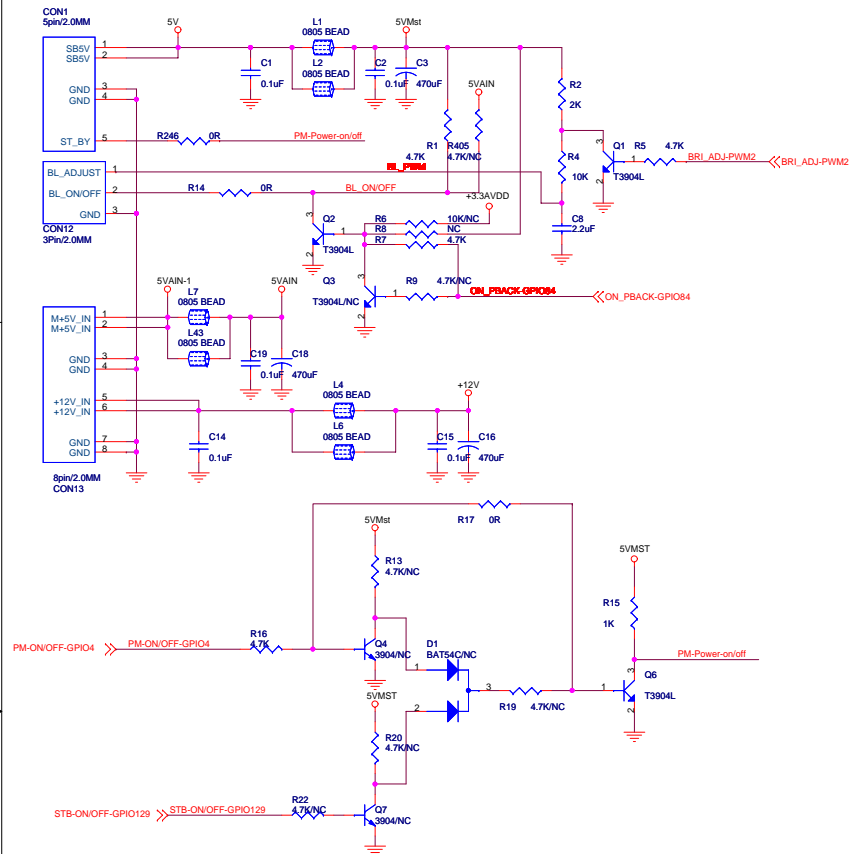 CON1
5pin/2.0MM
SB5V 1
SB5V 2
GND 3
GND 4
ST_BY 5
5V
L1
0805 BEAD
L2
0805 BEAD
5VMst
C1
0.1uF
C2
0.1uF
C3
470uF
5VAIN
R1
4.7K
R405
4.7K/NC
R2
2K
R4
10K
Q1
3
1
2
T3904L
R5 4.7K
BRI_ADJ-PWM2
BRI_ADJ-PWM2
R246 0R
PM-Power-on/off
BL_ADJUST 1
BL_ON/OFF 2
GND 3
CON12
3Pin/2.0MM
BL_PWM
R14 0R
BL_ON/OFF
+3.3AVDD
C8
2.2uF
3
Q2
1
2
T3904L
R6 10K/NC
R8 NC
R7 4.7K
Q3
3
1
2
T3904L/NC
R9 4.7K/NC
ON_PBACK-GPIO84
ON_PBACK-GPIO84
5VAIN-1
L7
0805 BEAD
L43
0805 BEAD
5VAIN
C19
0.1uF
C18
470uF
M+5V_IN 1
M+5V_IN 2
GND 3
GND 4
+12V_IN 5
+12V_IN 6
GND 7
GND 8
8pin/2.0MM
CON13
C14
0.1uF
L4
0805 BEAD
L6
0805 BEAD
+12V
C15
0.1uF
C16
470uF
R17 0R
5VMst
R13
4.7K/NC
5VMST
R15
1K
PM-Power-on/off
PM-ON/OFF-GPIO4
PM-ON/OFF-GPIO4
R16
4.7K
Q4
3904/NC
D1
BAT54C/NC
1
2
3
R19 4.7K/NC
3
1
2
Q6
T3904L
5VMST
R20
4.7K/NC
STB-ON/OFF-GPIO129
STB-ON/OFF-GPIO129
R22
4.7K/NC
Q7
3904/NC